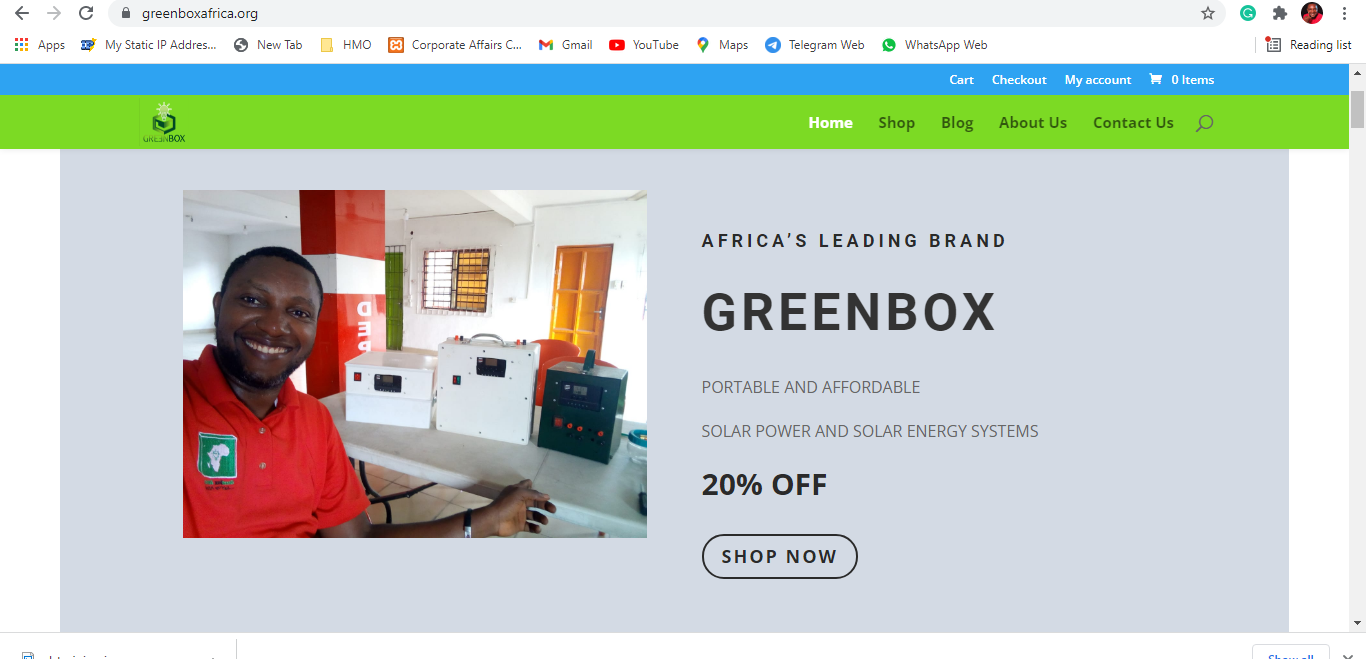 greenboxafrica.org
Apps
My Static IP Addres...
New Tab
HMO
Corporate Affairs C...
Gmail
YouTube
Maps
Telegram Web
WhatsApp Web
Reading list
Cart
Checkout
My account
0 Items
GREENBOX
Home
Shop
Blog
About Us
Contact Us
AFRICA’S LEADING BRAND
GREENBOX
PORTABLE AND AFFORDABLE
SOLAR POWER AND SOLAR ENERGY SYSTEMS
20% OFF
SHOP NOW
Show all